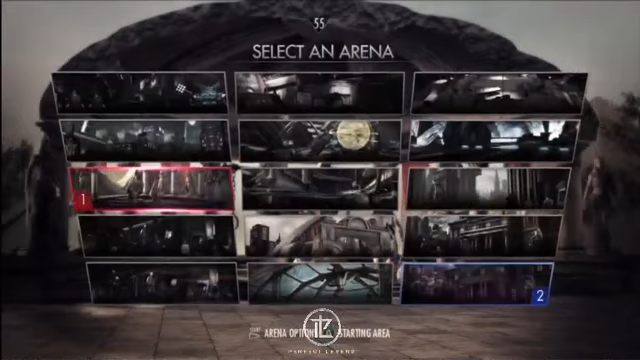 55
SELECT AN ARENA
1
2
ARENA OPTIONS STARTING AREA